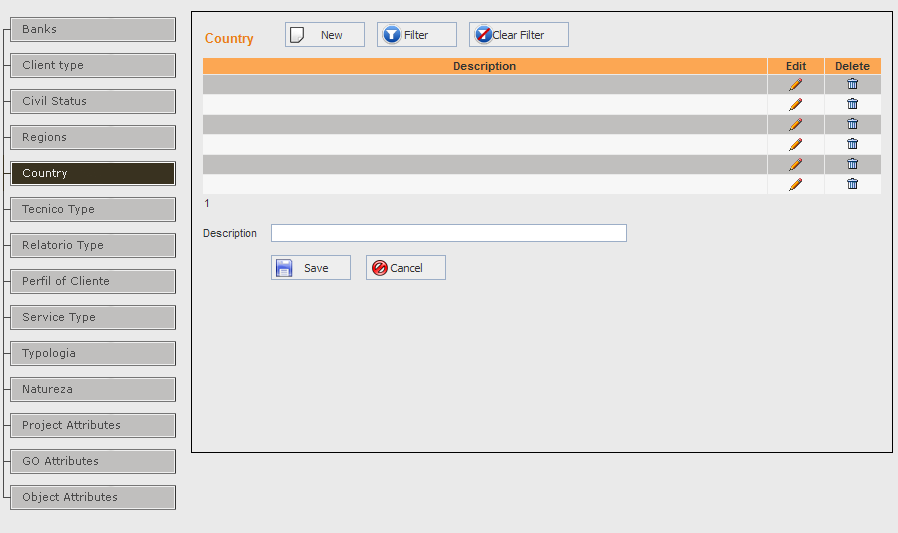 Banks
Client type
Civil Status
Regions
Country
Tecnico Type
Relatorio Type
Perfil of Cliente
Service Type
Typologia
Natureza
Project Attributes
GO Attributes
Object Attributes
Country New Filter Clear Filter
Description Edit Delete
1
Description
Save Cancel